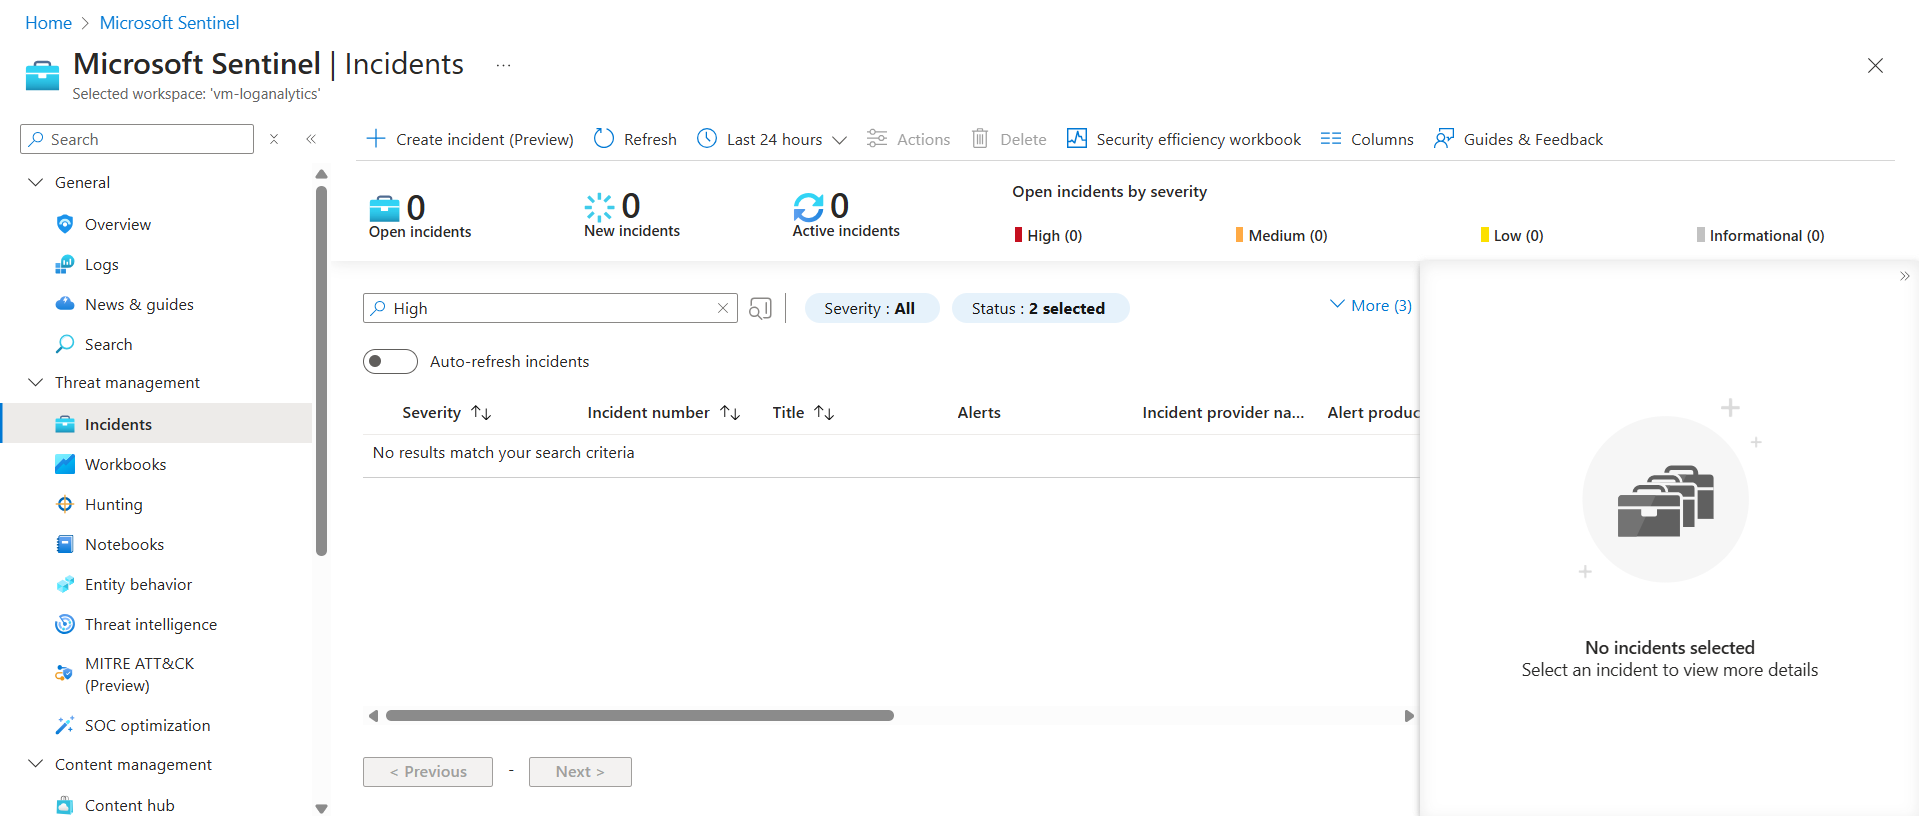 Home > Microsoft Sentinel
Microsoft Sentinel | Incidents ...
Selected workspace: 'vm-loganalytics'
Search
General
Overview
Logs
News & guides
Search
Threat management
Incidents
Workbooks
Hunting
Notebooks
Entity behavior
Threat intelligence
MITRE ATT&CK
(Preview)
SOC optimization
Content management
Content hub
Create incident (Preview) Refresh Last 24 hours Actions Delete Security efficiency workbook Columns Guides & Feedback
0
Open incidents
0
New incidents
0
Active incidents
Open incidents by severity
High (0) Medium (0) Low (0) Informational (0)
High
Severity : All
Status : 2 selected
More (3)
Auto-refresh incidents
Severity Incident number Title Alerts Incident provider na... Alert produc
No results match your search criteria
< Previous - Next >
No incidents selected
Select an incident to view more details